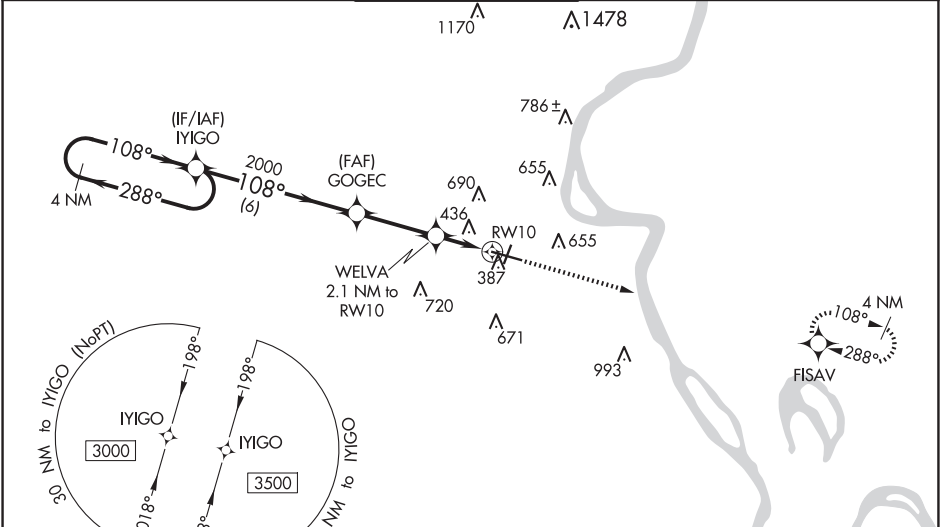 1170
1478
786±
(IF/IAF)
IYIGO
108°
288°
4 NM
2000
108°
(6)
(FAF)
GOGEC
690
436
655
RW10
655
387
WELVA
2.1 NM to
RW10
720
671
993
4 NM
108°
288°
FISAV
30 NM to IYIGO (NoPT)
198°
198°
IYIGO
IYIGO
3000
3500
018°
8°
NM to IYIGO